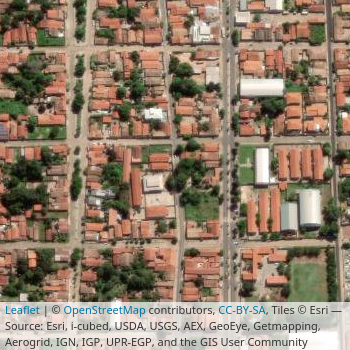 Leaflet | © OpenStreetMap contributors, CC-BY-SA, Tiles © Esri —
Source: Esri, i-cubed, USDA, USGS, AEX, GeoEye, Getmapping,
Aerogrid, IGN, IGP, UPR-EGP, and the GIS User Community